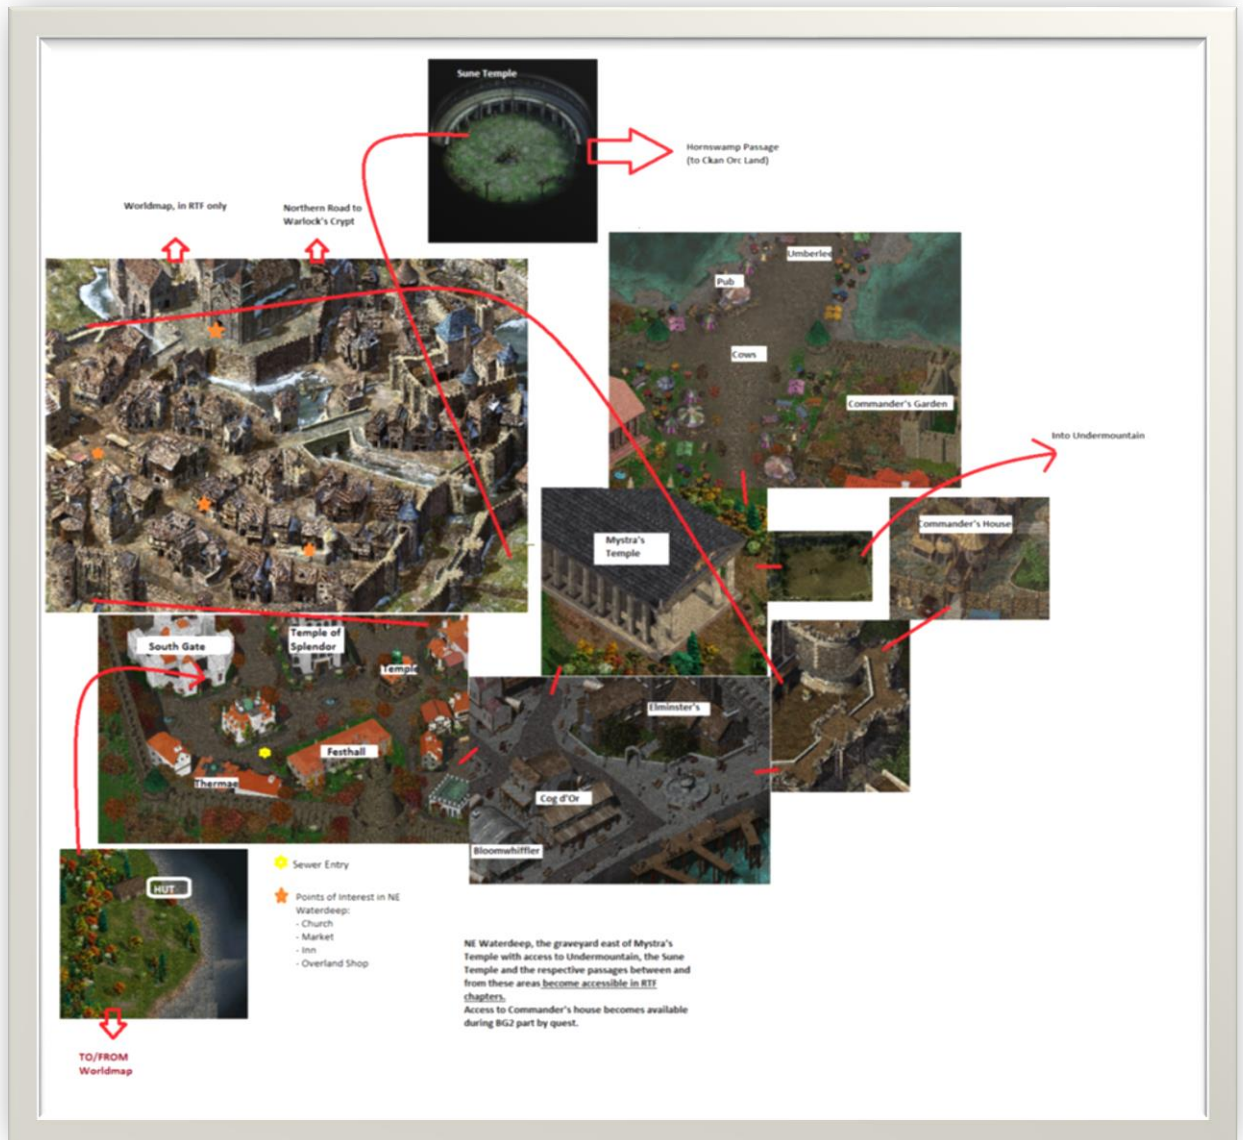 Sune Temple
Hornswamp Passage
(to Ckan Orc Land)
Worldmap, in RTF only
Northern Road to
Warlock's Crypt
Umberlee
Pub
Cows
Commander's Garden
Into Undermountain
Commander's House
Mystra's
Temple
South Gate
Temple of
Splendor
Temple
Elminster's
Festhall
Thermae
Cog d'Or
Bloomwhiffler
HUT
Sewer Entry
Points of Interest in NE
Waterdeep:
- Church
- Market
- Inn
- Overland Shop
NE Waterdeep, the graveyard east of Mystra's
Temple with access to Undermountain, the Sune
Temple and the respective passages between and
from these areas become accessible in RTF
chapters.
Access to Commander's house becomes available
during BG2 part by quest.
TO/FROM
Worldmap